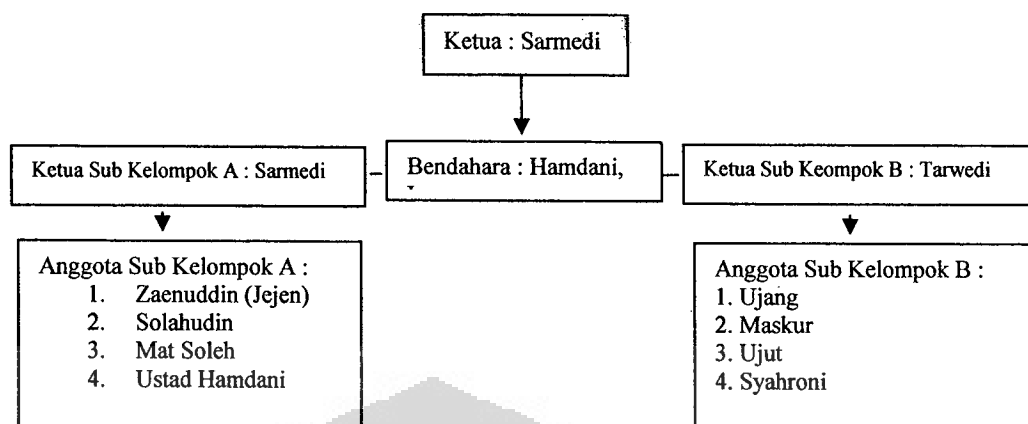 Ketua : Sarmedi
Ketua Sub Kelompok A : Sarmedi
Bendahara : Hamdani,
Ketua Sub Keompok B : Tarwedi
Anggota Sub Kelompok A :
1. Zaenuddin (Jejen)
2. Solahudin
3. Mat Soleh
4. Ustad Hamdani
Anggota Sub Kelompok B :
1. Ujang
2. Maskur
3. Ujut
4. Syahroni